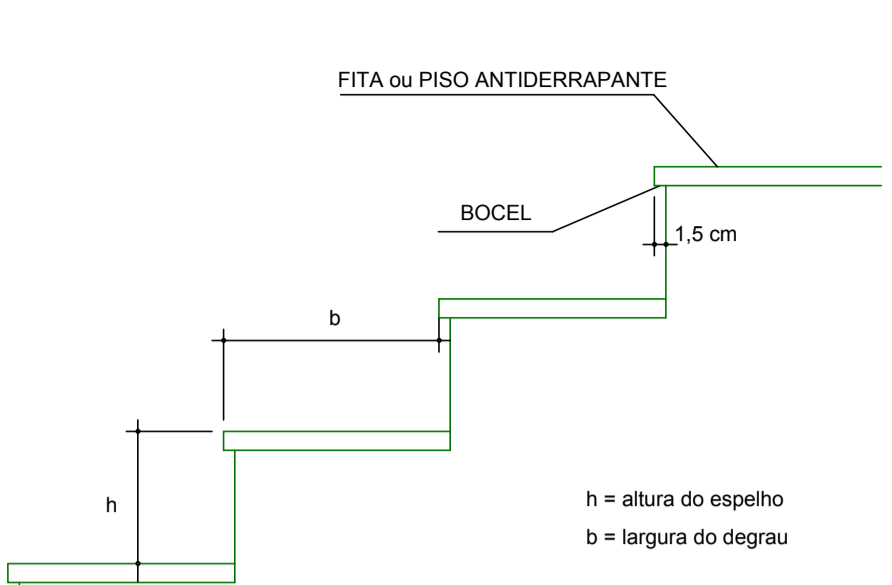 FITA ou PISO ANTIDERRAPANTE
BOCEL
1,5 cm
b
h
h = altura do espelho
b = largura do degrau